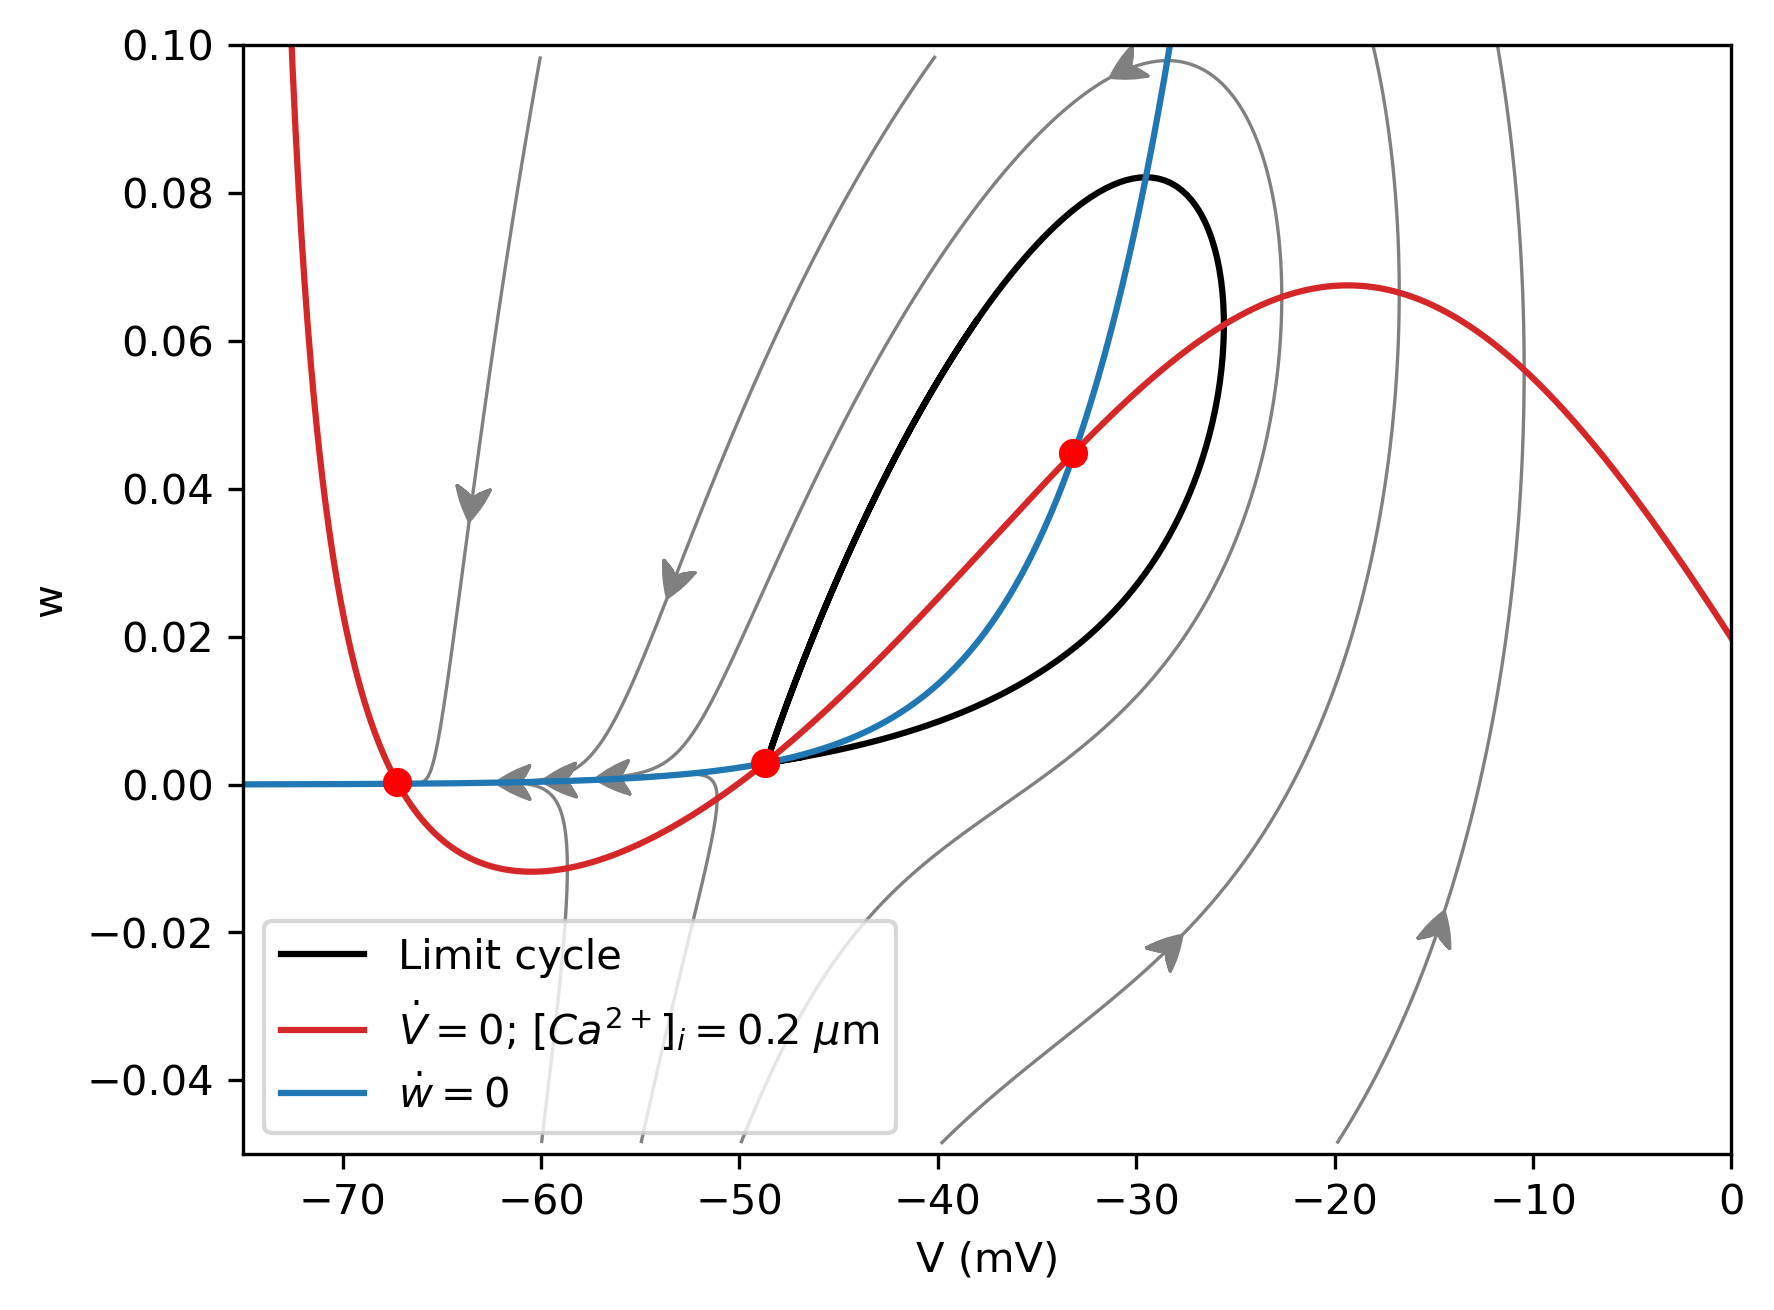 0.10
0.08
0.06
0.04
0.02
0.00
−0.02
−0.04
w
Limit cycle
V̇ = 0; [Ca²⁺]ᵢ = 0.2 μm
ẇ = 0
−70 −60 −50 −40 −30 −20 −10 0
V (mV)